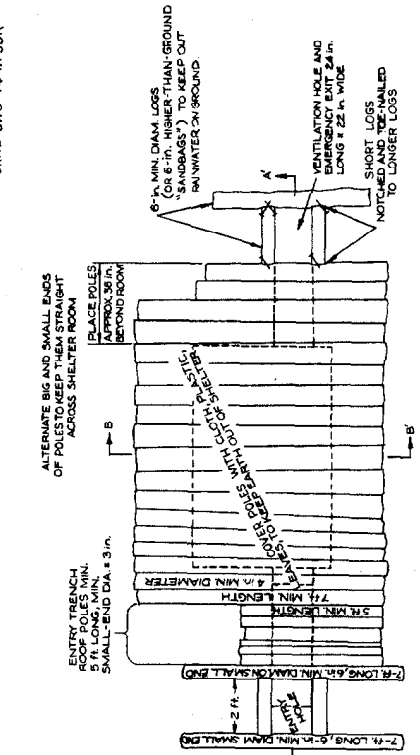 6-in. MIN. DIAM. LOGS
(OR 6-in. HIGHER-THAN-GROUND
"SANDBAGS") TO KEEP OUT
RAINWATER ON GROUND.
A'
VENTILATION HOLE AND
EMERGENCY EXIT 24 in.
LONG x 22 in. WIDE
SHORT LOGS
NOTCHED AND TOE-NAILED
TO LONGER LOGS
ALTERNATE BIG AND SMALL ENDS
OF POLES TO KEEP THEM STRAIGHT
ACROSS SHELTER ROOM
PLACE POLES
APPROX. 38 in.
BEYOND ROOM
B
B'
COVER POLES WITH CLOTH, PLASTIC,
LEAVES, TO KEEP EARTH OUT OF SHELTER
ENTRY TRENCH
ROOF POLES MIN.
5 ft. LONG, MIN.
SMALL-END DIA. = 3 in.
4 in. MIN. DIAMETER
7 ft. MIN. LENGTH
5 ft. MIN. LENGTH
7-ft. LONG, 6 in. MIN. DIAM ON SMALL END
2 ft.
ENTRY
HOLE
7-ft. LONG, 6-in. MIN. DIAM SMALL END